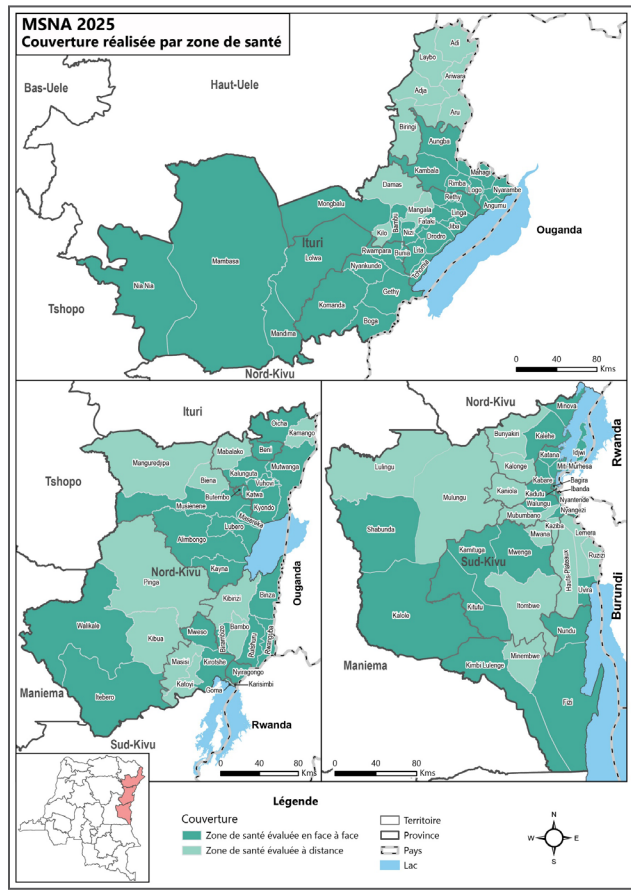 MSNA 2025
Couverture réalisée par zone de santé
Bas-Uele
Haut-Uele
Adi
Laybo
Anwara
Adja
Aru
Biringi
Aungba
Kambala
Mahagi
Rimba
Logo
Nyarambe
Damas
Rethy
Angumu
Mongbalu
Mangala
Linga
Bambu
Fataki
Jiba
Kilo
Nizi
Drodro
Ouganda
Ituri
Rwampara
Bunia
Lita
Lolwa
Mambasa
Nyankunde
Tchomia
Nia Nia
Gethy
Komanda
Tshopo
Boga
Mandima
Nord-Kivu
0 40 80
Kms
Ituri
Oicha
Kamango
Mabalako
Beni
Manguredjipa
Mutwanga
Tshopo
Biena
Kalunguta
Vuhovi
Butembo
Katwa
Musienene
Kyondo
Masereka
Lubero
Alimbongo
Kayna
Nord-Kivu
Pinga
Ouganda
Kibirizi
Binza
Walikale
Mweso
Bambo
Kibua
Birambizo
Rutshuru
Rwanguba
Masisi
Kirotshe
Nyiragongo
Itebero
Katoyi
Karisimbi
Goma
Maniema
Rwanda
Sud-Kivu
0 40 80
Kms
Nord-Kivu
Minova
Bunyakiri
Kalehe
Rwanda
Lulingu
Katana
Idwi
Kalonge
Miti-Murhesa
Mulungu
Kabare
Bagira
Kaniola
Kadutu
Ibanda
Walungu
Nyantende
Nyangezi
Mubumbano
Shabunda
Kaziba
Mwana
Lemera
Kamituga
Mwenga
Ruzizi
Sud-Kivu
Hauts-Plateaux
Uvira
Burundi
Kalole
Kitutu
Itombwe
Nundu
Maniema
Minembwe
Kimbi Lulenge
Fizi
0 40 80
Kms
Légende
Couverture
Zone de santé évaluée en face à face
Zone de santé évaluée à distance
Territoire
Province
Pays
Lac
N
W E
S